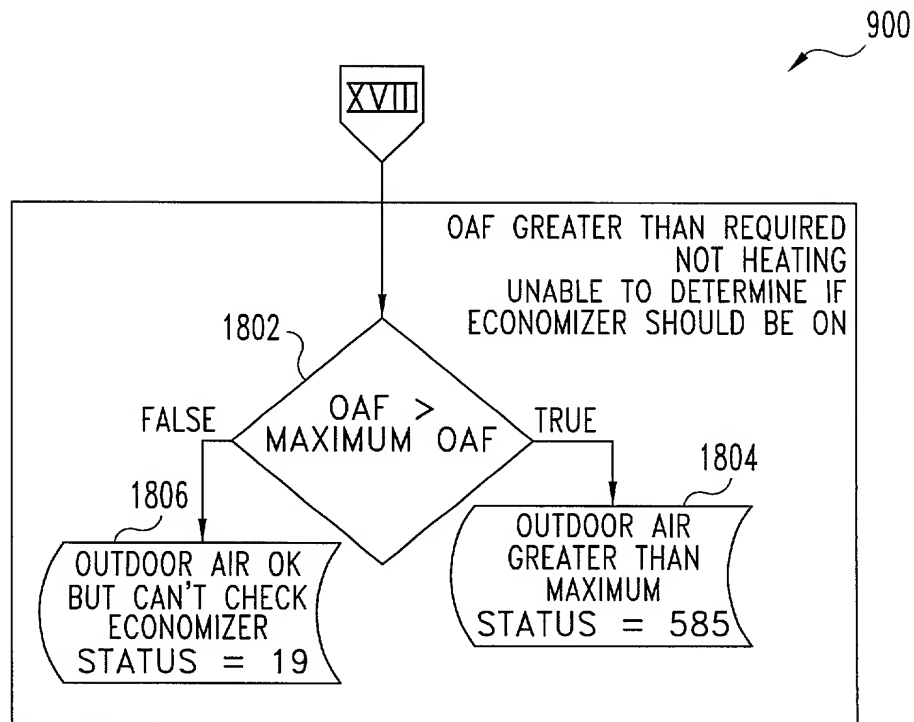 900
XVIII
OAF GREATER THAN REQUIRED
NOT HEATING
UNABLE TO DETERMINE IF
ECONOMIZER SHOULD BE ON
1802
OAF >
MAXIMUM OAF
FALSE
TRUE
1806
OUTDOOR AIR OK
BUT CAN'T CHECK
ECONOMIZER
STATUS = 19
1804
OUTDOOR AIR
GREATER THAN
MAXIMUM
STATUS = 585